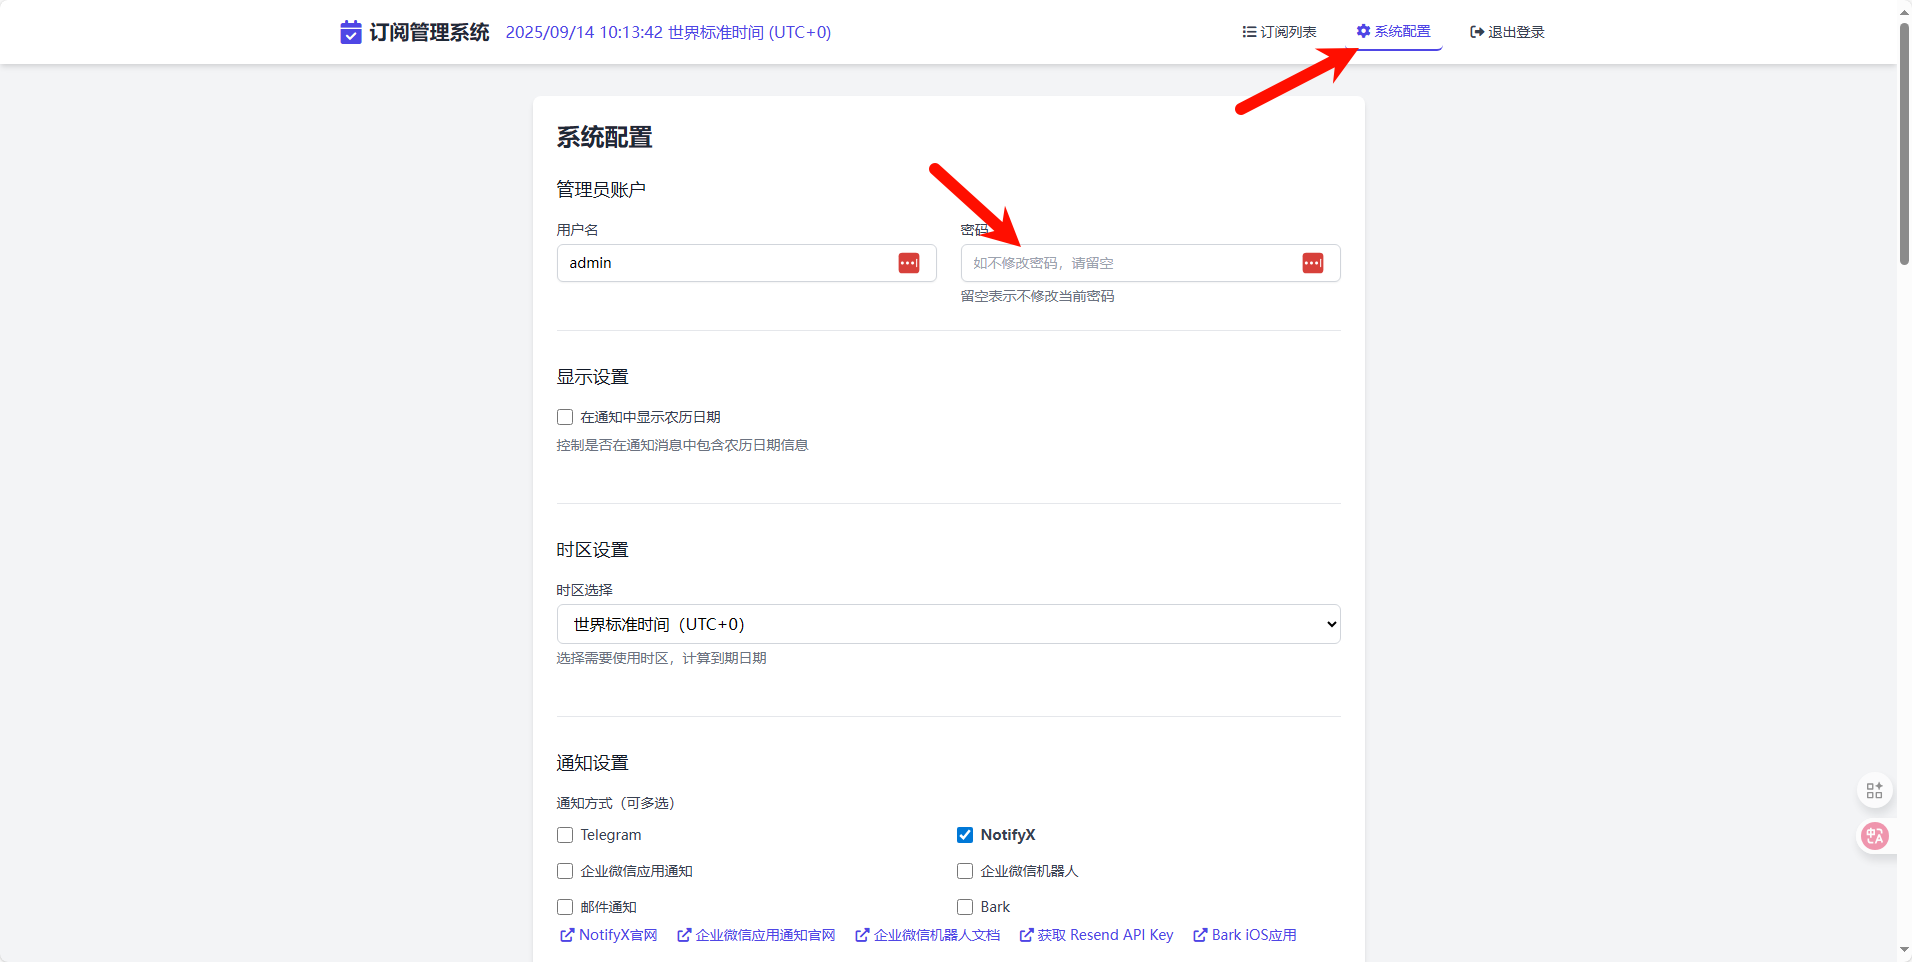 订阅管理系统 2025/09/14 10:13:42 世界标准时间 (UTC+0) 订阅列表 系统配置 退出登录
系统配置
管理员账户
用户名 密码
admin 如不修改密码，请留空
留空表示不修改当前密码
显示设置
在通知中显示农历日期
控制是否在通知消息中包含农历日期信息
时区设置
时区选择
世界标准时间（UTC+0）
选择需要使用时区，计算到期日期
通知设置
通知方式（可多选）
Telegram NotifyX
企业微信应用通知 企业微信机器人
邮件通知 Bark
NotifyX官网 企业微信应用通知官网 企业微信机器人文档 获取 Resend API Key Bark iOS应用